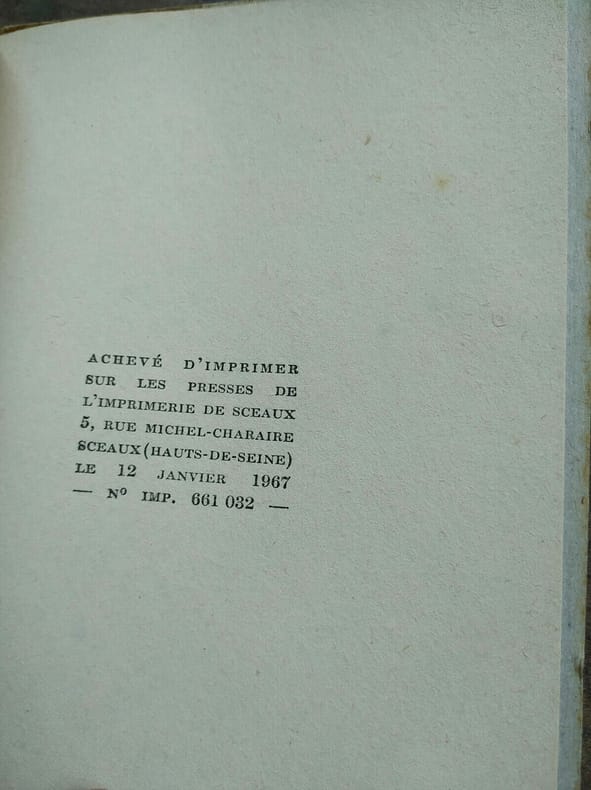 ACHEVÉ D'IMPRIMER
SUR LES PRESSES DE
L'IMPRIMERIE DE SCEAUX
5, RUE MICHEL-CHARAIRE
SCEAUX (HAUTS-DE-SEINE)
LE 12 JANVIER 1967
— Nº IMP. 661 032 —